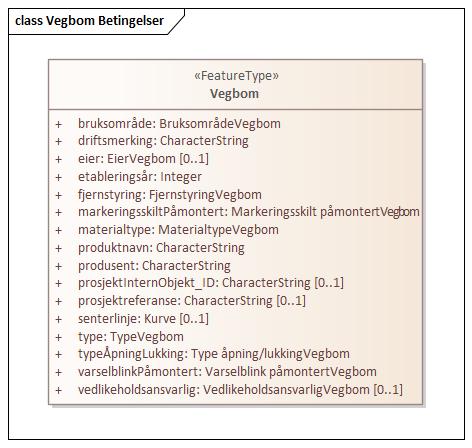 class Vegbom Betingelser
«FeatureType»
Vegbom
+ bruksområde: BruksområdeVegbom
+ driftsmerking: CharacterString
+ eier: EierVegbom [0..1]
+ etableringsår: Integer
+ fjernstyring: FjernstyringVegbom
+ markeringsskiltPåmontert: Markeringsskilt påmontertVegbom
+ materialtype: MaterialtypeVegbom
+ produktnavn: CharacterString
+ produsent: CharacterString
+ prosjektInternObjekt_ID: CharacterString [0..1]
+ prosjektreferanse: CharacterString [0..1]
+ senterlinje: Kurve [0..1]
+ type: TypeVegbom
+ typeÅpningLukking: Type åpning/lukkingVegbom
+ varselblinkPåmontert: Varselblink påmontertVegbom
+ vedlikeholdsansvarlig: VedlikeholdsansvarligVegbom [0..1]